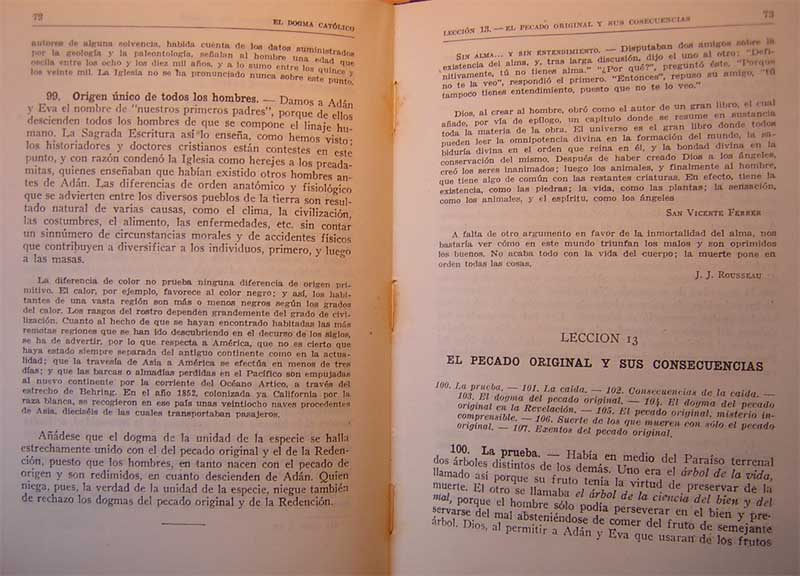 72
EL DOGMA CATÓLICO
autores de alguna solvencia, habida cuenta de los datos suministrados
por la geología y la paleontología, señalan al hombre una edad que
oscila entre los ocho y los diez mil años, y a lo sumo entre los quince y
los veinte mil. La Iglesia no se ha pronunciado nunca sobre este punto.
99. Origen único de todos los hombres. — Damos a Adán
y Eva el nombre de "nuestros primeros padres", porque de ellos
descienden todos los hombres de que se compone el linaje hu-
mano. La Sagrada Escritura así lo enseña, como hemos visto;
los historiadores y doctores cristianos están contestes en este
punto, y con razón condenó la Iglesia como herejes a los preada-
mitas, quienes enseñaban que habían existido otros hombres an-
tes de Adán. Las diferencias de orden anatómico y fisiológico
que se advierten entre los diversos pueblos de la tierra son resul-
tado natural de varias causas, como el clima, la civilización,
las costumbres, el alimento, las enfermedades, etc. sin contar
un sinnúmero de circunstancias morales y de accidentes físicos
que contribuyen a diversificar a los individuos, primero, y luego
a las masas.
La diferencia de color no prueba ninguna diferencia de origen pri-
mitivo. El calor, por ejemplo, favorece al color negro; y así, los habi-
tantes de una vasta región son más o menos negros según los grados
del calor. Los rasgos del rostro dependen grandemente del grado de civi-
lización. Cuanto al hecho de que se hayan encontrado habitadas las más
remotas regiones que se han ido descubriendo en el decurso de los siglos,
se ha de advertir, por lo que respecta a América, que no es cierto que
haya estado siempre separada del antiguo continente como en la actua-
lidad; que la travesía de Asia a América se efectúa en menos de tres
días; y que las barcas o almadías perdidas en el Pacífico son empujadas
al nuevo continente por la corriente del Océano Artico, a través del
estrecho de Behring. En el año 1852, colonizada ya California por la
raza blanca, se recogieron en eso país unas veintiocho naves procedentes
de Asia, dieciséis de las cuales transportaban pasajeros.
Añádese que el dogma de la unidad de la especie se halla
estrechamente unido con el del pecado original y el de la Reden-
ción, puesto que los hombres, en tanto nacen con el pecado de
origen y son redimidos, en cuanto descienden de Adán. Quien
niega, pues, la verdad de la unidad de la especie, niegue también
de rechazo los dogmas del pecado original y de la Redención.
LECCIÓN 13. — EL PECADO ORIGINAL Y SUS CONSECUENCIAS
73
SIN ALMA... Y SIN ENTENDIMIENTO. — Disputaban dos amigos sobre la
existencia del alma, y, tras larga discusión, dijo el uno al otro: "Defi-
nitivamente, tú no tienes alma." "¿Por qué?", preguntó éste. "Porque
no te la veo", respondió el primero. "Entonces", repuso su amigo, "tú
tampoco tienes entendimiento, puesto que no te lo veo."
Dios, al crear al hombre, obró como el autor de un gran libro, el cual
añade, por vía de epílogo, un capítulo donde se resume en sustancia
toda la materia de la obra. El universo es el gran libro donde todos
pueden leer la omnipotencia divina en la formación del mundo, la sa-
biduría divina en el orden que reina en él, y la bondad divina en la
conservación del mismo. Después de haber creado Dios a los ángeles,
creó los seres inanimados; luego los animales, y finalmente al hombre,
que tiene algo de común con las restantes criaturas. En efecto, tiene la
existencia, como las piedras; la vida, como las plantas; la sensación,
como los animales, y el espíritu, como los ángeles
SAN VICENTE FERRER
A falta de otro argumento en favor de la inmortalidad del alma, nos
bastaría ver cómo en este mundo triunfan los malos y son oprimidos
los buenos. No acaba todo con la vida del cuerpo; la muerte pone en
orden todas las cosas.
J. J. ROUSSEAU
LECCION 13
EL PECADO ORIGINAL Y SUS CONSECUENCIAS
100. La prueba. — 101. La caída. — 102. Consecuencias de la caída. —
103. El dogma del pecado original. — 104. El dogma del pecado
original en la Revelación. — 105. El pecado original, misterio in-
comprensible. — 106. Suerte de los que mueren con sólo el pecado
original. — 107. Exentos del pecado original.
100. La prueba. — Había en medio del Paraíso terrenal
dos árboles distintos de los demás. Uno era el árbol de la vida,
llamado así porque su fruto tenía la virtud de preservar de la
muerte. El otro se llamaba el árbol de la ciencia del bien y del
mal, porque el hombre sólo podía perseverar en el bien y pre-
servarse del mal absteniéndose de comer del fruto de semejante
árbol. Dios, al permitir a Adán y Eva que usaran de los frutos